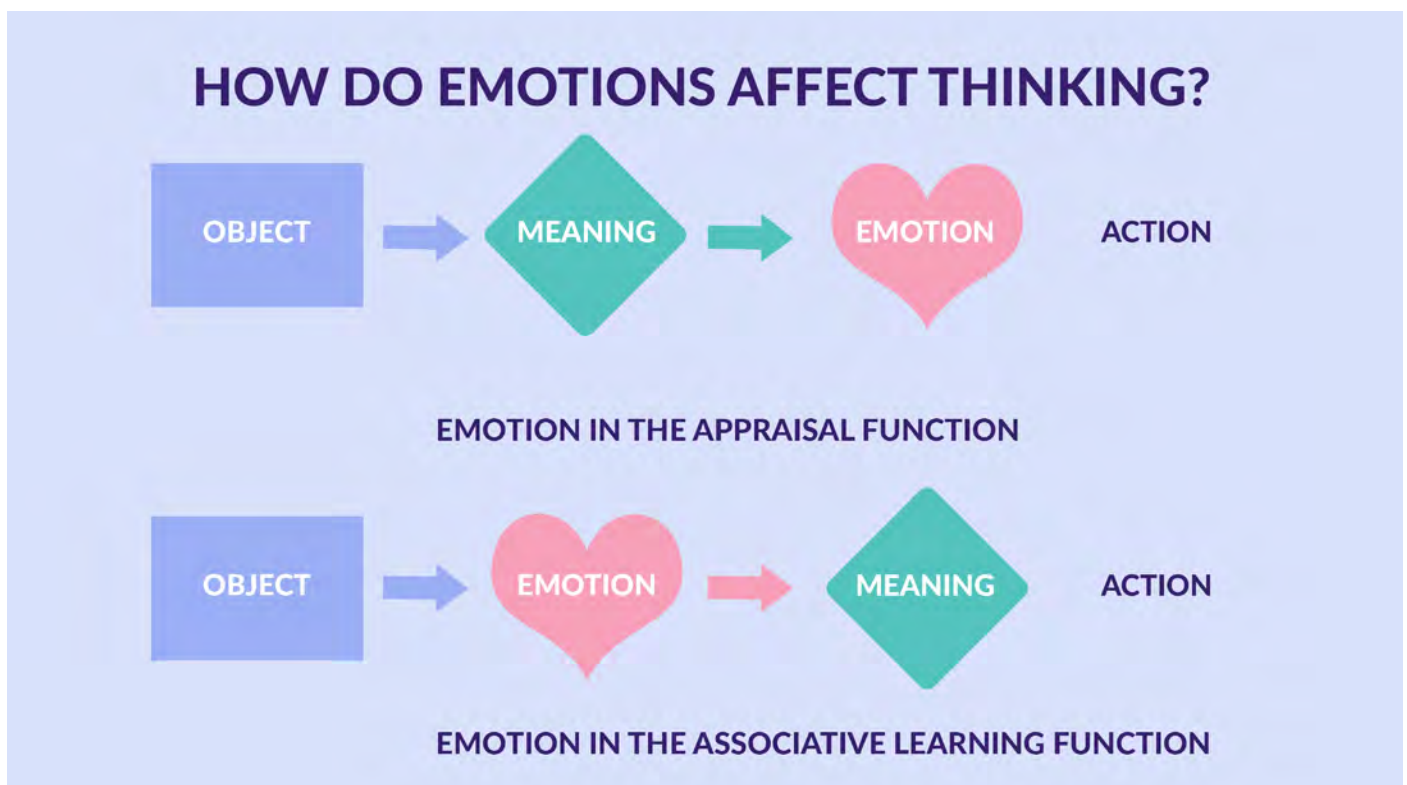 HOW DO EMOTIONS AFFECT THINKING?
OBJECT MEANING EMOTION ACTION
EMOTION IN THE APPRAISAL FUNCTION
OBJECT EMOTION MEANING ACTION
EMOTION IN THE ASSOCIATIVE LEARNING FUNCTION